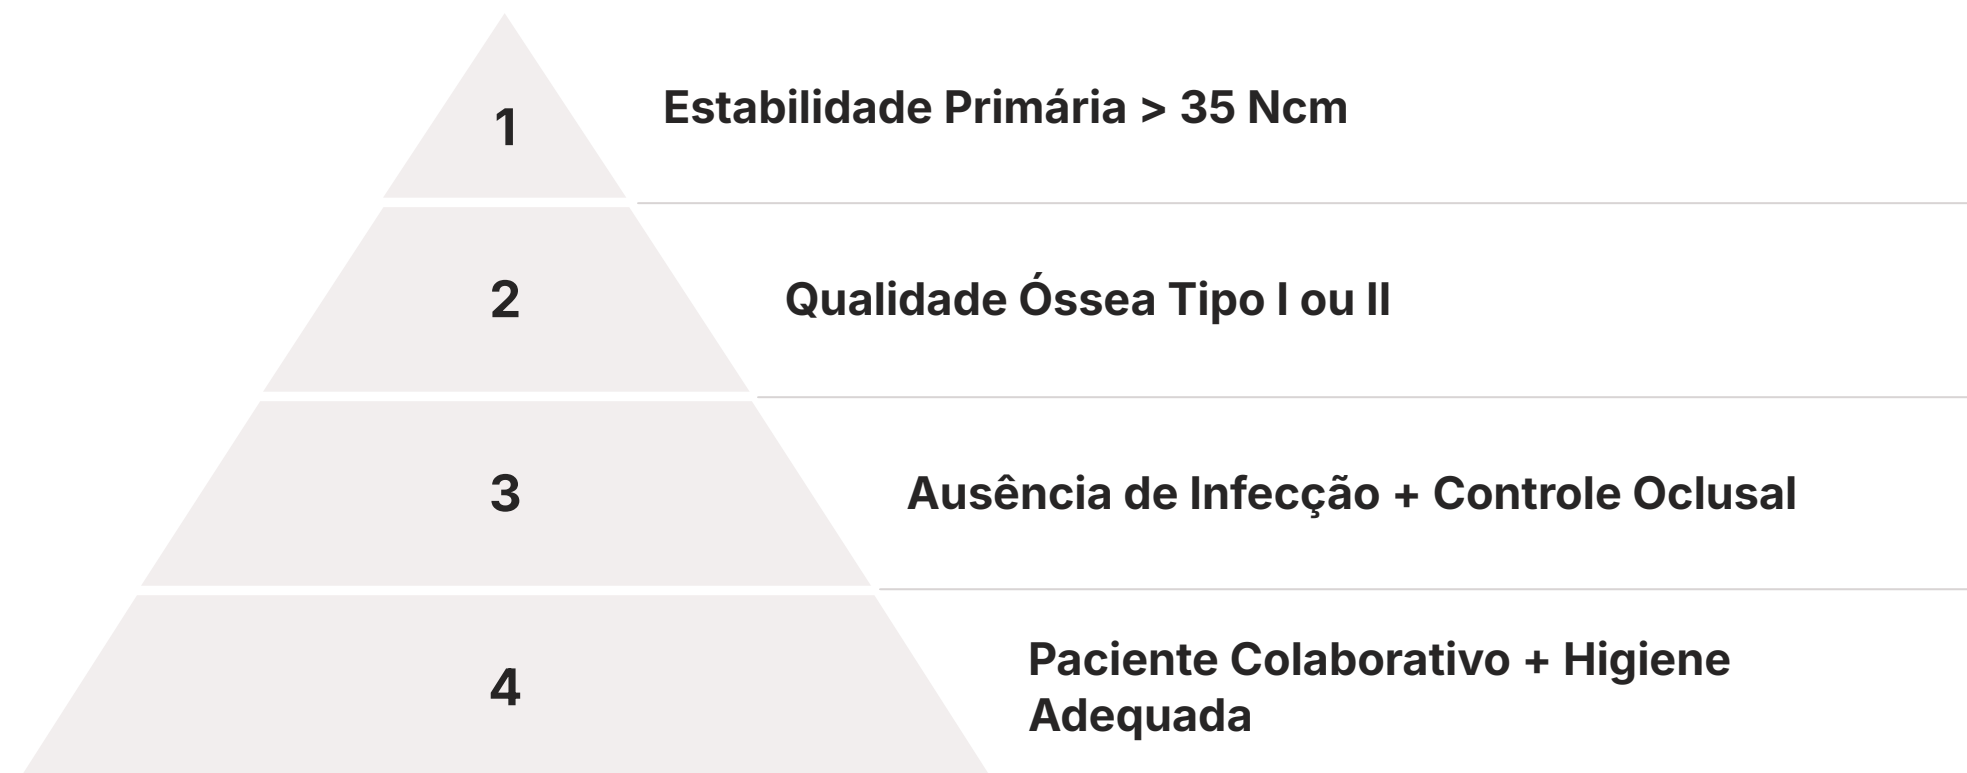 1
Estabilidade Primária > 35 Ncm
2
Qualidade Óssea Tipo I ou II
3
Ausência de Infecção + Controle Oclusal
4
Paciente Colaborativo + Higiene
Adequada